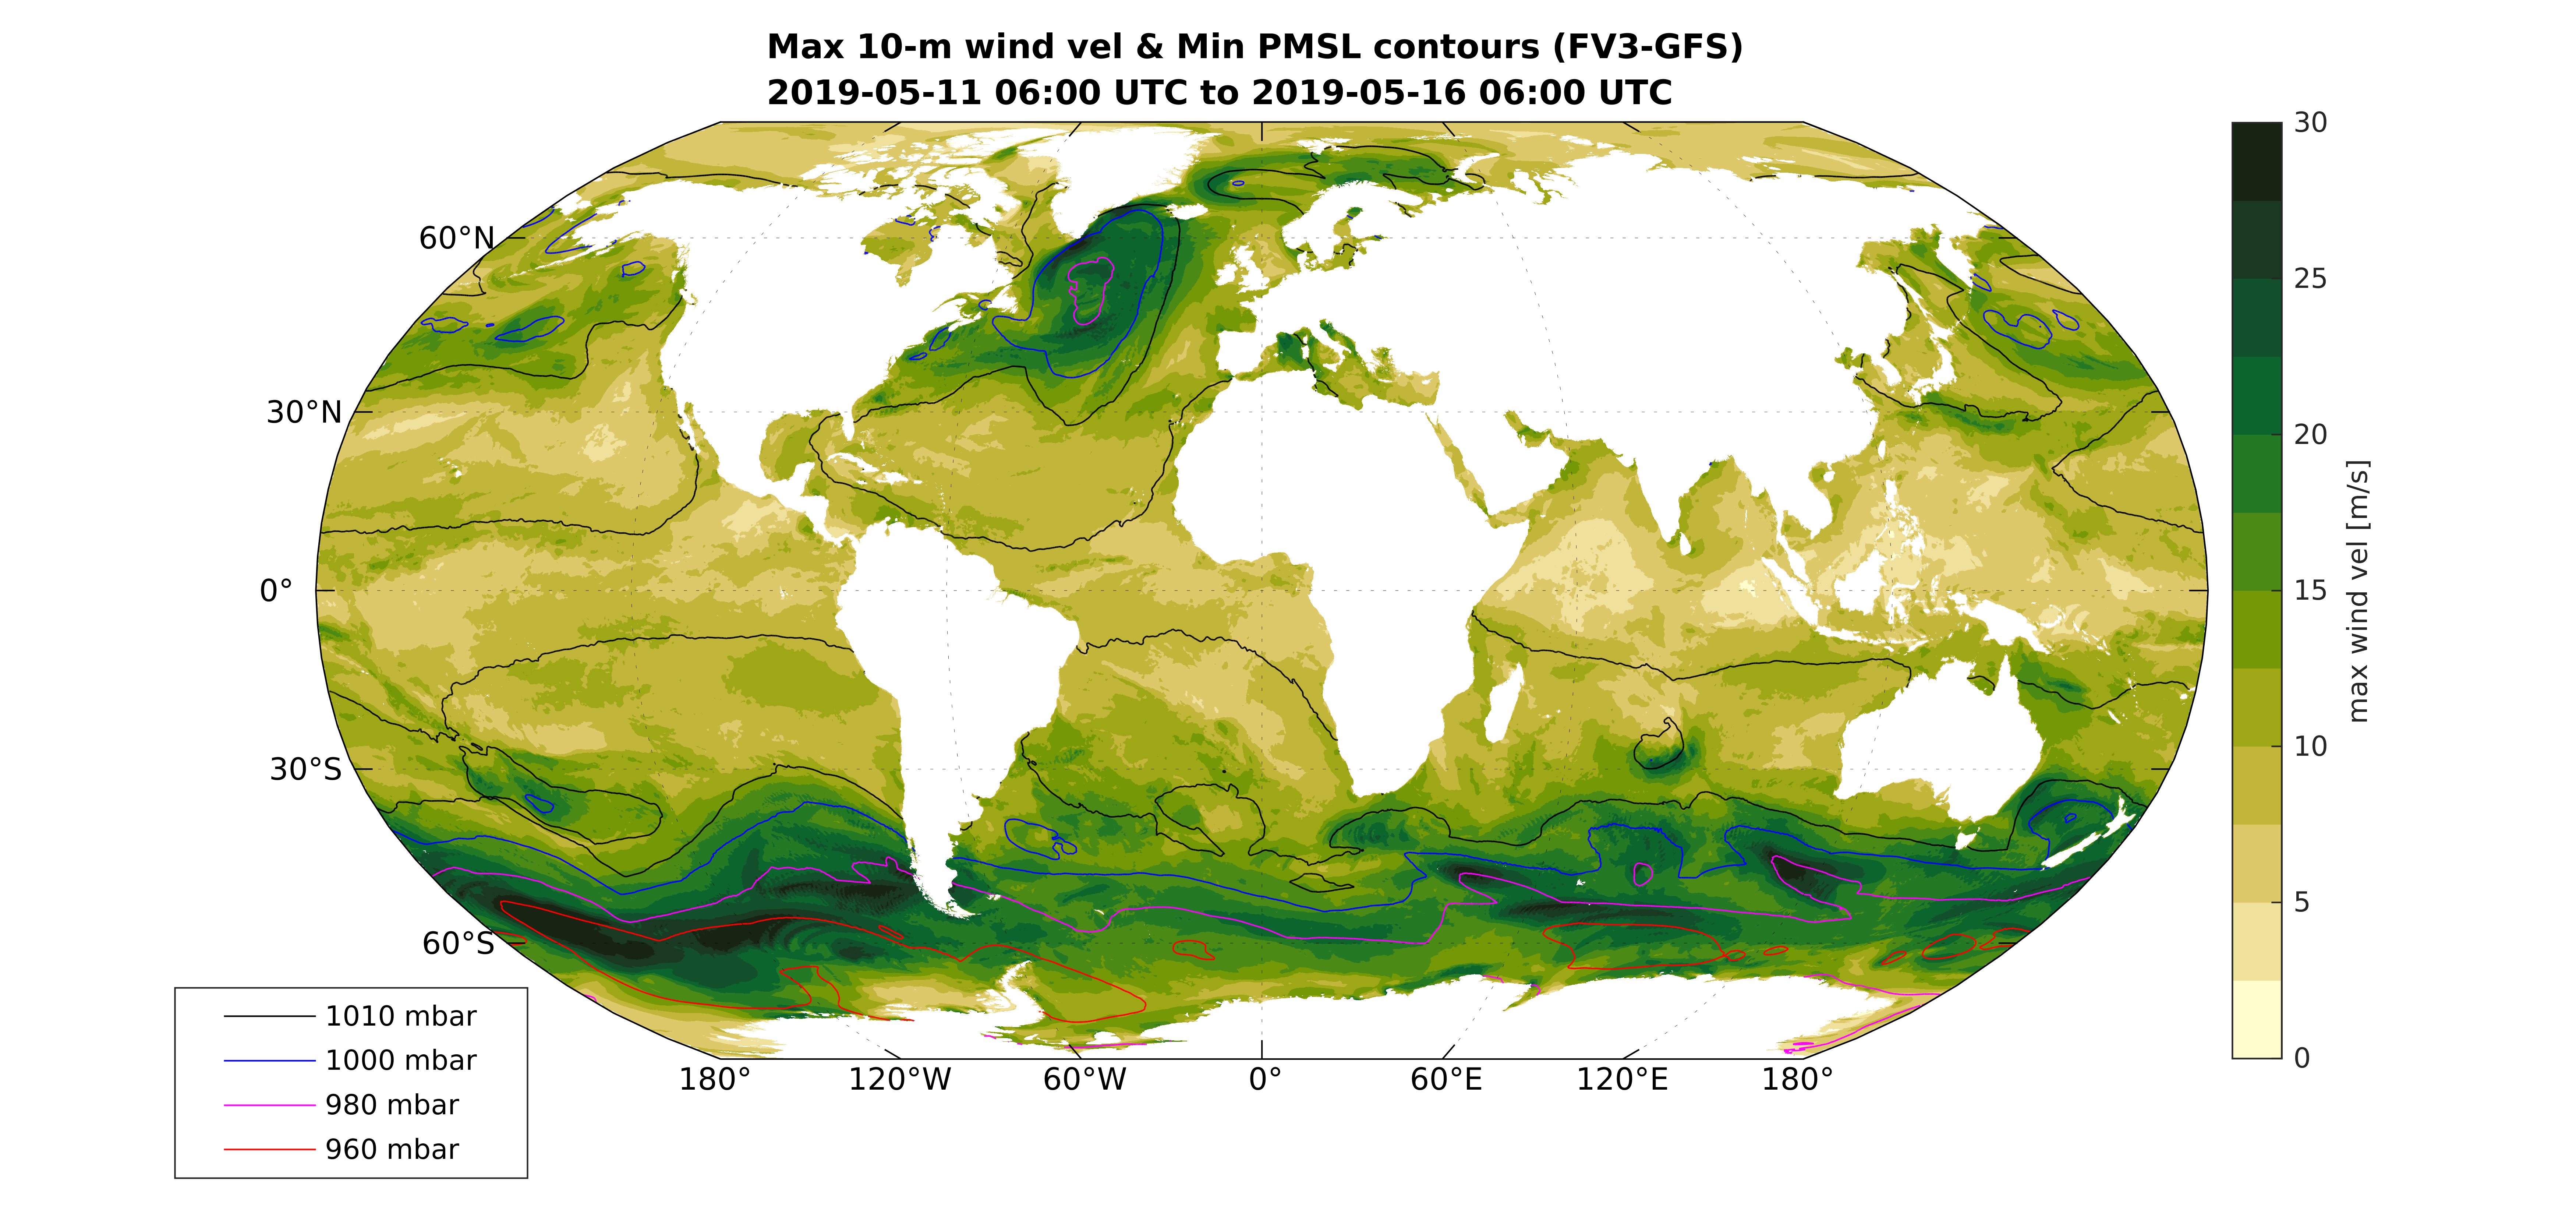 Max 10-m wind vel & Min PMSL contours (FV3-GFS)
2019-05-11 06:00 UTC to 2019-05-16 06:00 UTC
60°N
30°N
0°
30°S
60°S
180°
120°W
60°W
0°
60°E
120°E
180°
1010 mbar
1000 mbar
980 mbar
960 mbar
30
25
20
15
10
5
0
max wind vel [m/s]